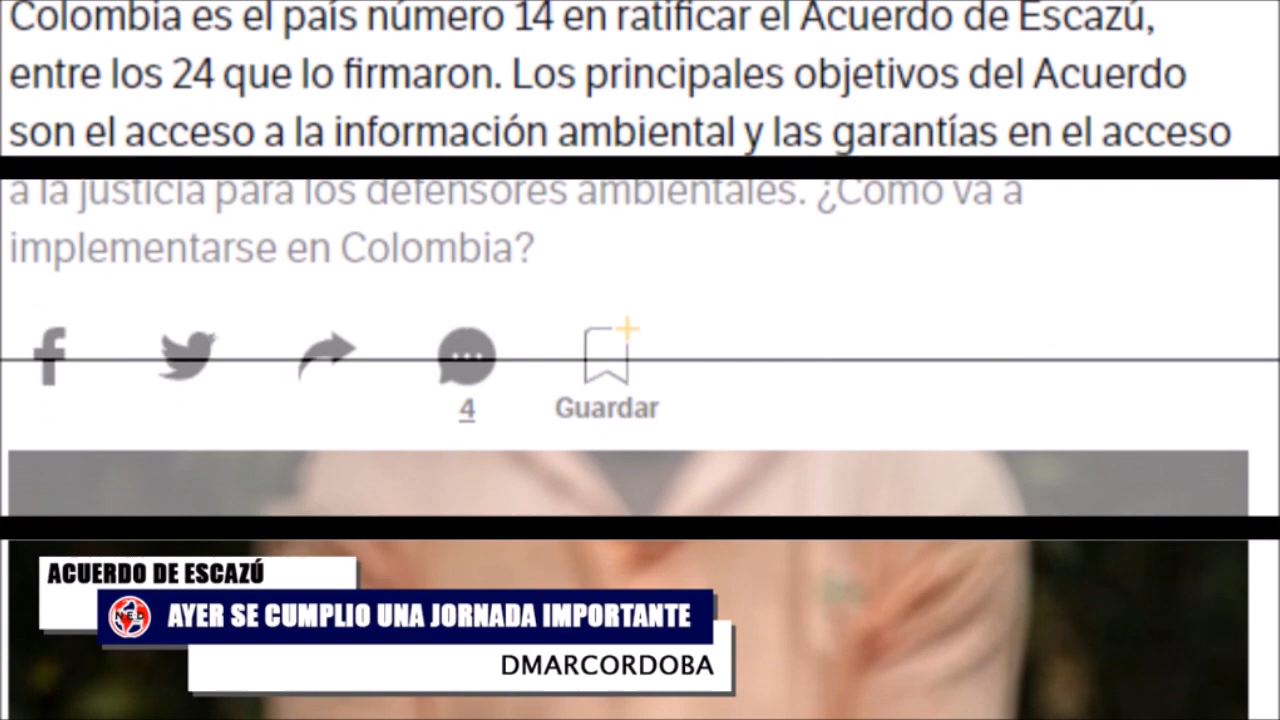 Colombia es el país número 14 en ratificar el Acuerdo de Escazú,
entre los 24 que lo firmaron. Los principales objetivos del Acuerdo
son el acceso a la información ambiental y las garantías en el acceso
a la justicia para los defensores ambientales. ¿Cómo va a
implementarse en Colombia?
4
Guardar
ACUERDO DE ESCAZÚ
AYER SE CUMPLIO UNA JORNADA IMPORTANTE
DMARCORDOBA